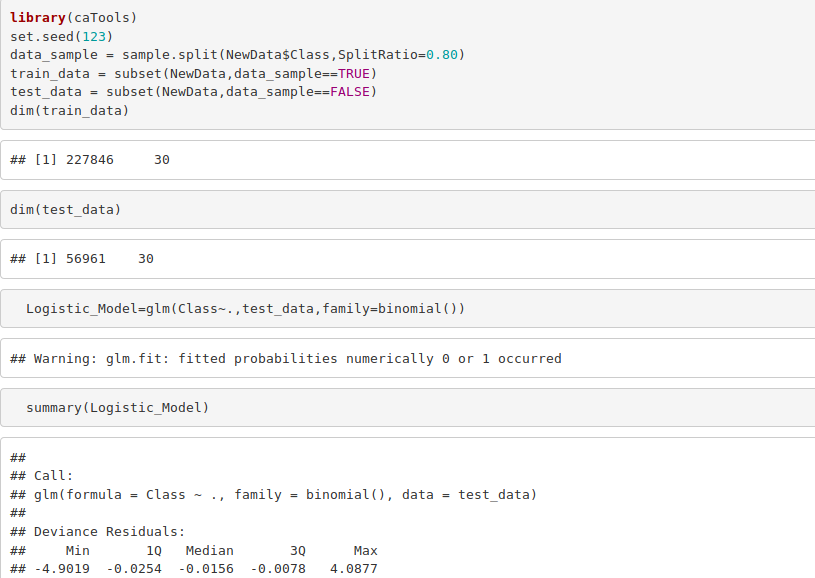 library(caTools)
set.seed(123)
data_sample = sample.split(NewData$Class,SplitRatio=0.80)
train_data = subset(NewData,data_sample==TRUE)
test_data = subset(NewData,data_sample==FALSE)
dim(train_data)
## [1] 227846     30
dim(test_data)
## [1] 56961    30
  Logistic_Model=glm(Class~.,test_data,family=binomial())
## Warning: glm.fit: fitted probabilities numerically 0 or 1 occurred
  summary(Logistic_Model)
##
## Call:
## glm(formula = Class ~ ., family = binomial(), data = test_data)
##
## Deviance Residuals:
##     Min       1Q   Median       3Q      Max
## -4.9019  -0.0254  -0.0156  -0.0078   4.0877